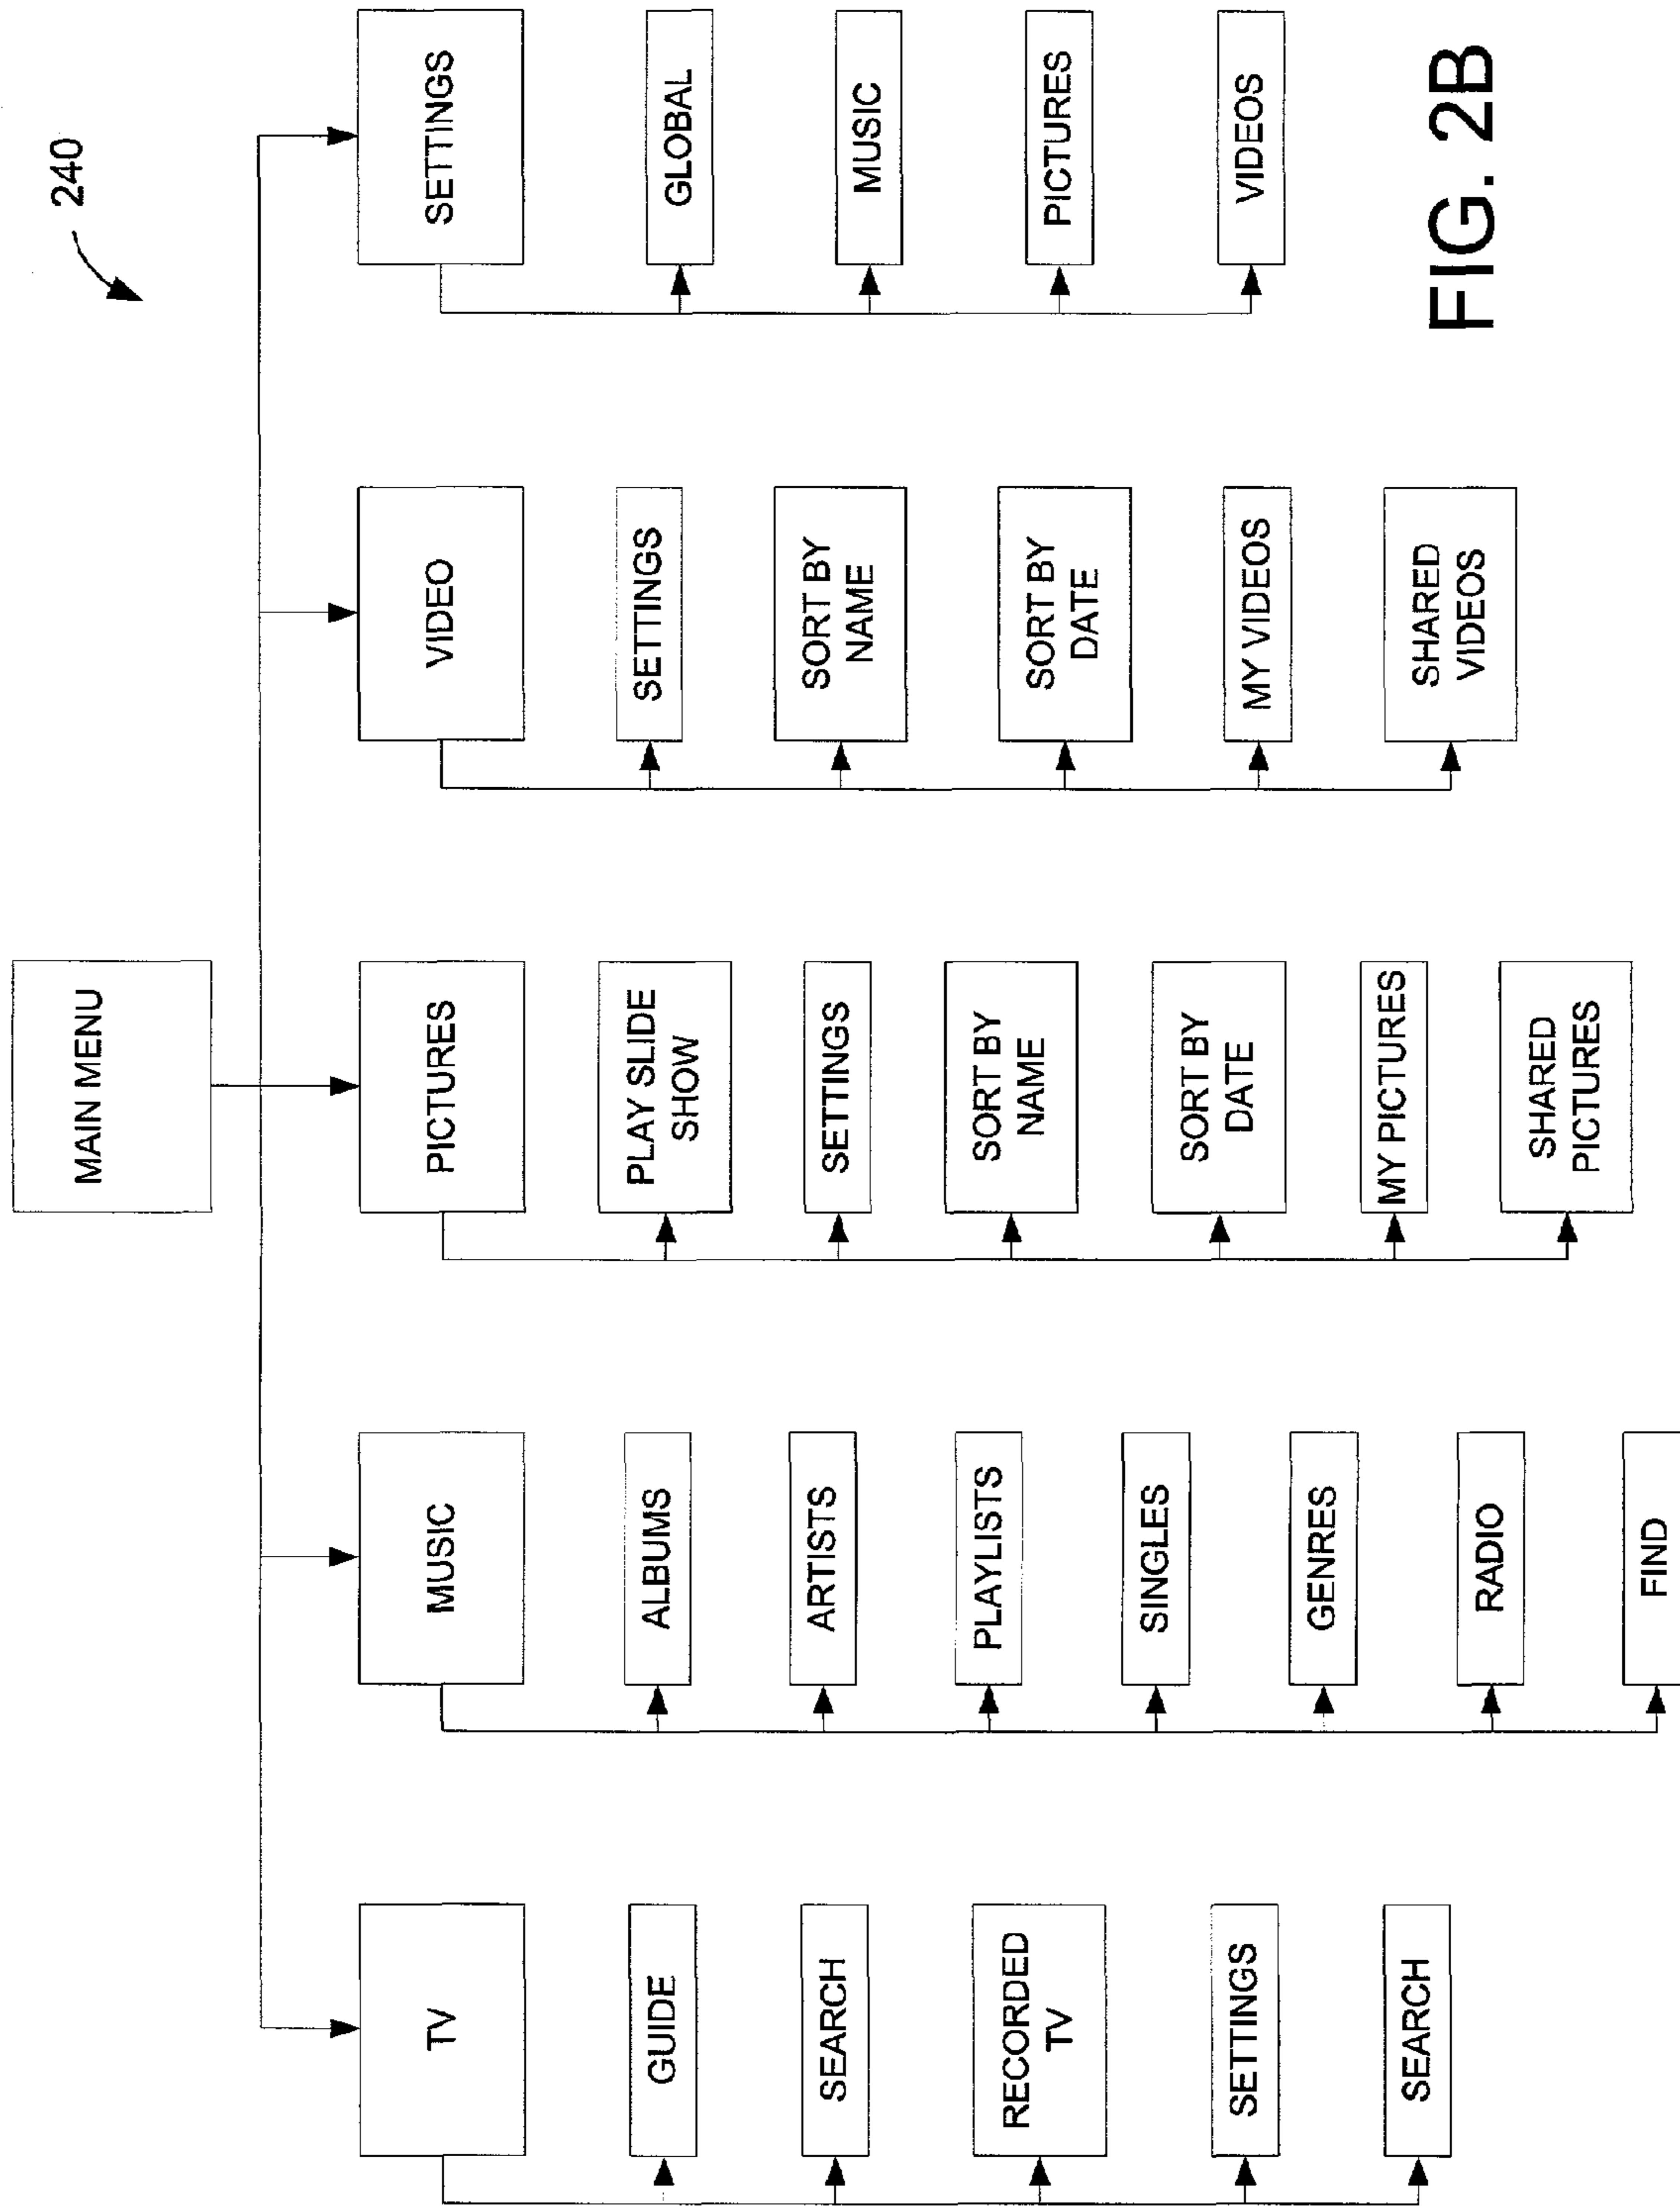 240
MAIN MENU
TV
GUIDE
SEARCH
RECORDED
TV
SETTINGS
SEARCH
MUSIC
ALBUMS
ARTISTS
PLAYLISTS
SINGLES
GENRES
RADIO
FIND
PICTURES
PLAY SLIDE
SHOW
SETTINGS
SORT BY
NAME
SORT BY
DATE
MY PICTURES
SHARED
PICTURES
VIDEO
SETTINGS
SORT BY
NAME
SORT BY
DATE
MY VIDEOS
SHARED
VIDEOS
SETTINGS
GLOBAL
MUSIC
PICTURES
VIDEOS
FIG. 2B